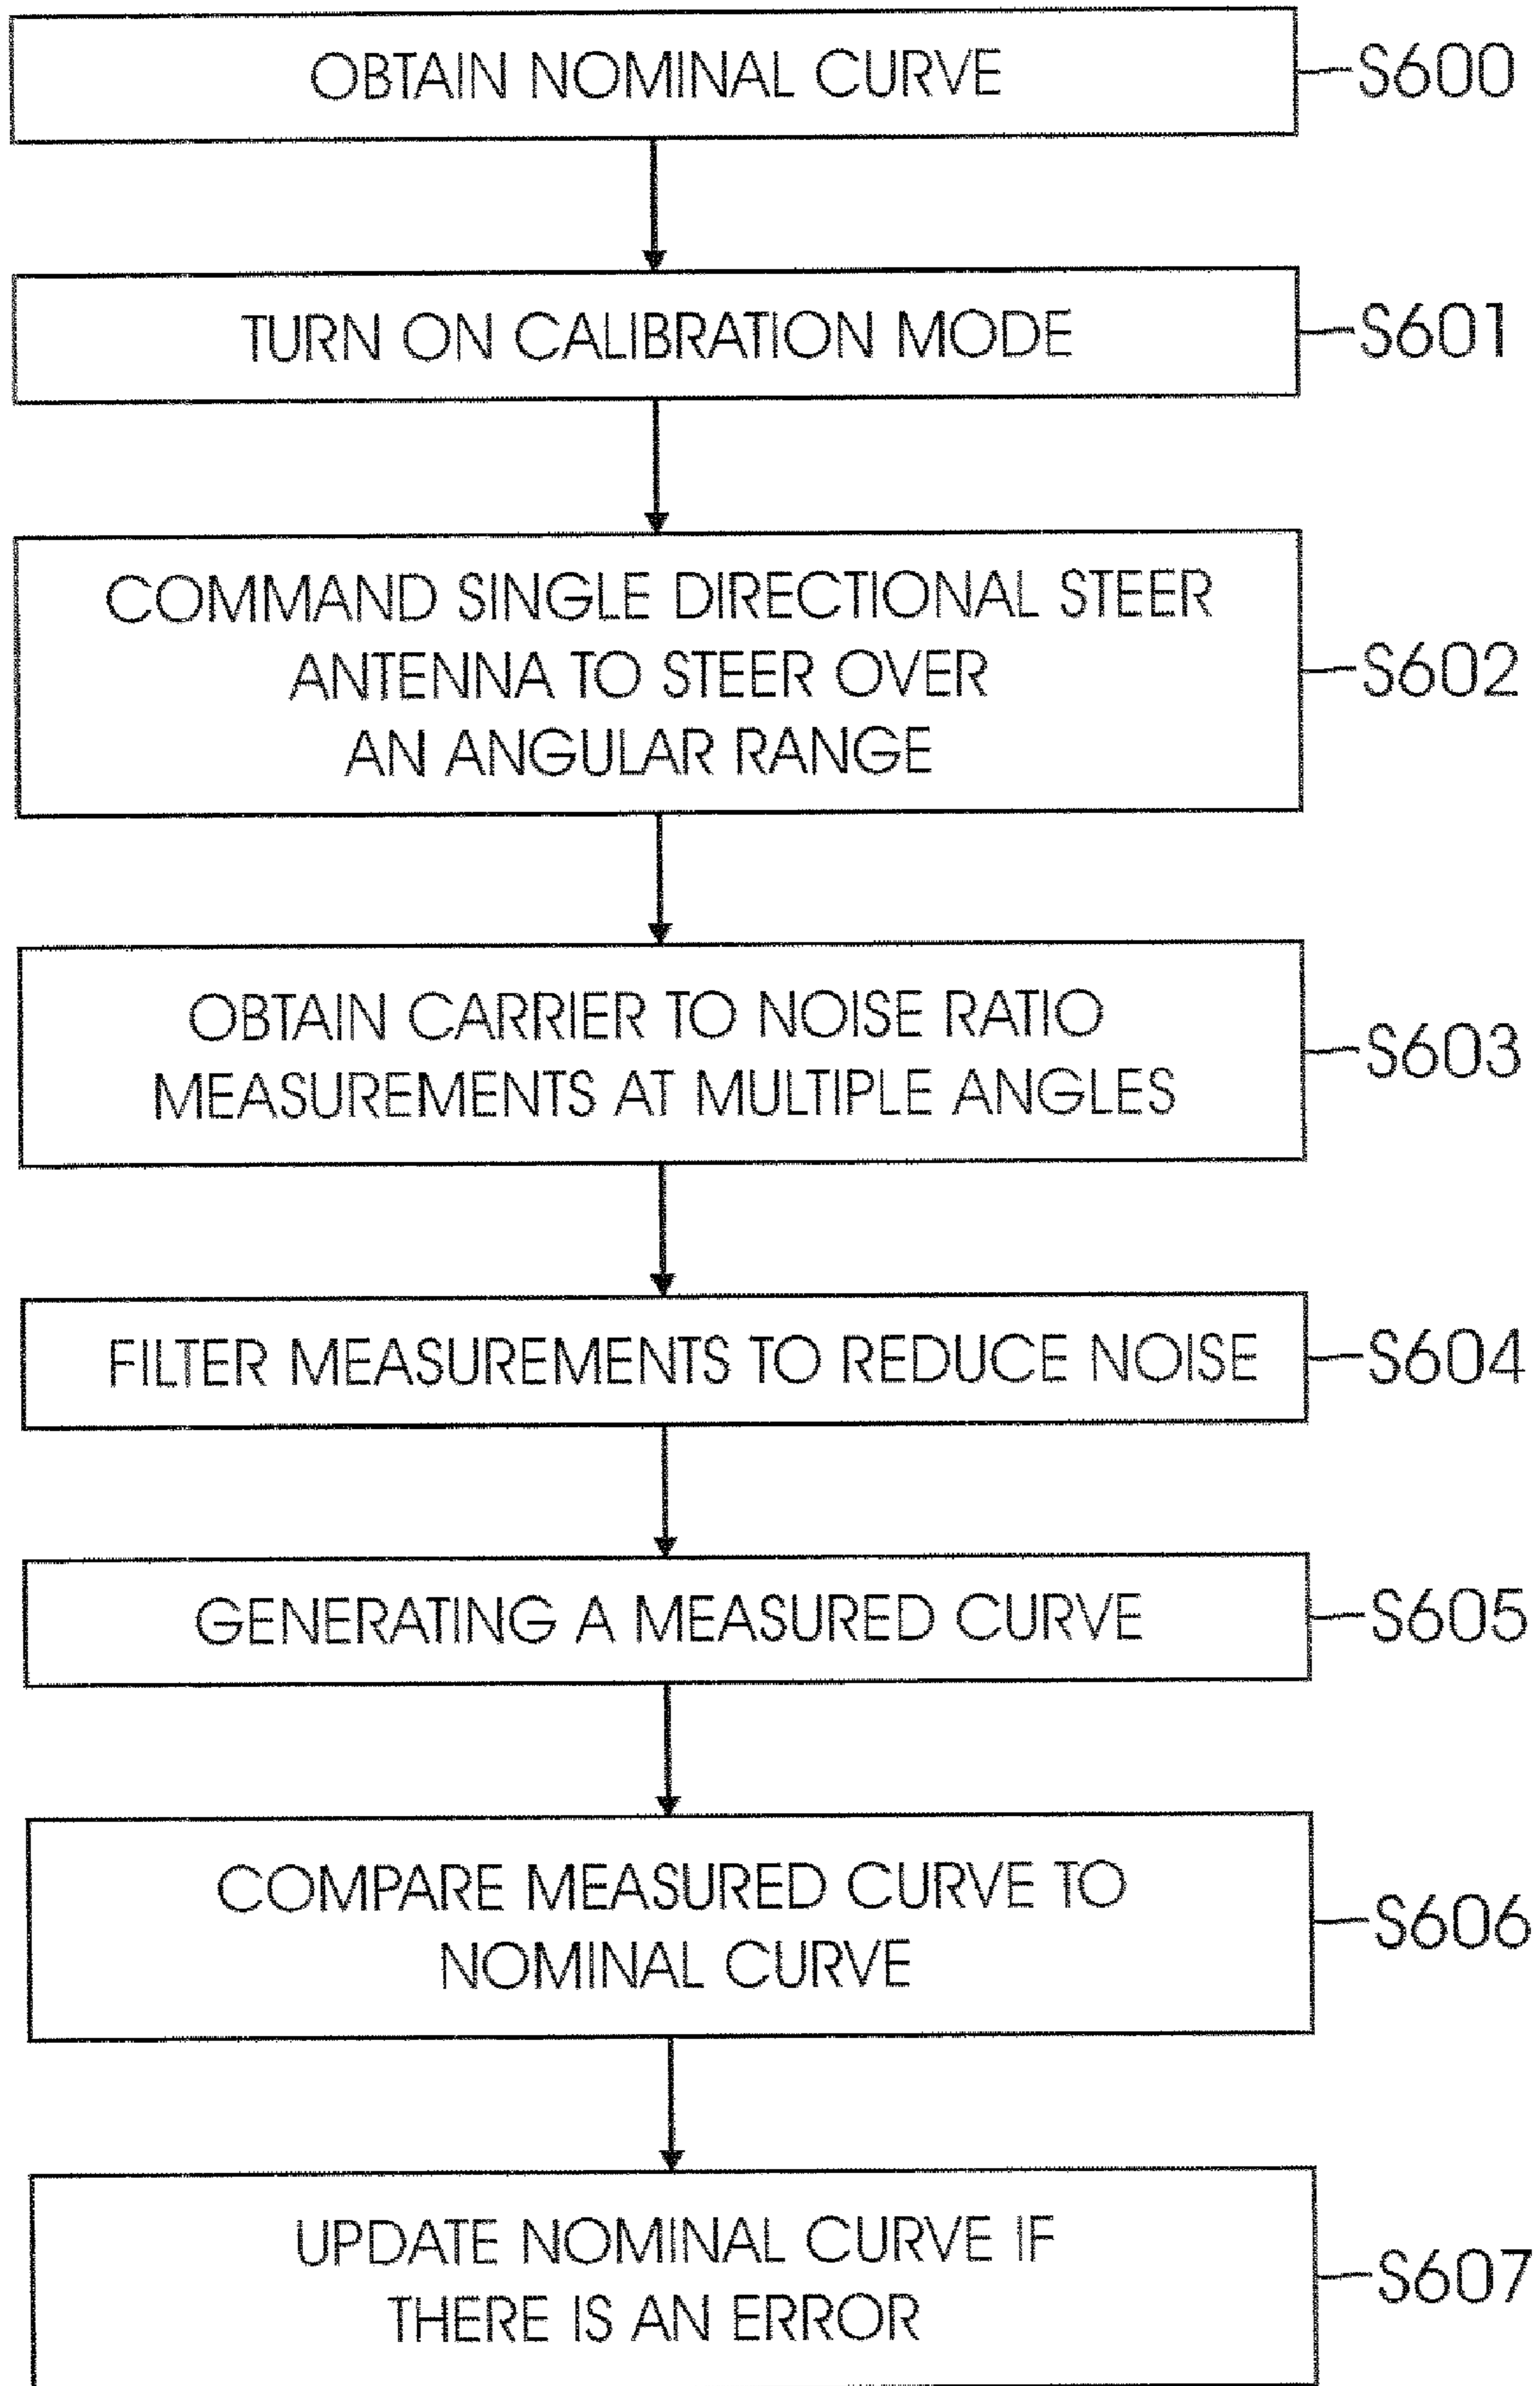 OBTAIN NOMINAL CURVE
S600
TURN ON CALIBRATION MODE
S601
COMMAND SINGLE DIRECTIONAL STEER
ANTENNA TO STEER OVER
AN ANGULAR RANGE
S602
OBTAIN CARRIER TO NOISE RATIO
MEASUREMENTS AT MULTIPLE ANGLES
S603
FILTER MEASUREMENTS TO REDUCE NOISE
S604
GENERATING A MEASURED CURVE
S605
COMPARE MEASURED CURVE TO
NOMINAL CURVE
S606
UPDATE NOMINAL CURVE IF
THERE IS AN ERROR
S607